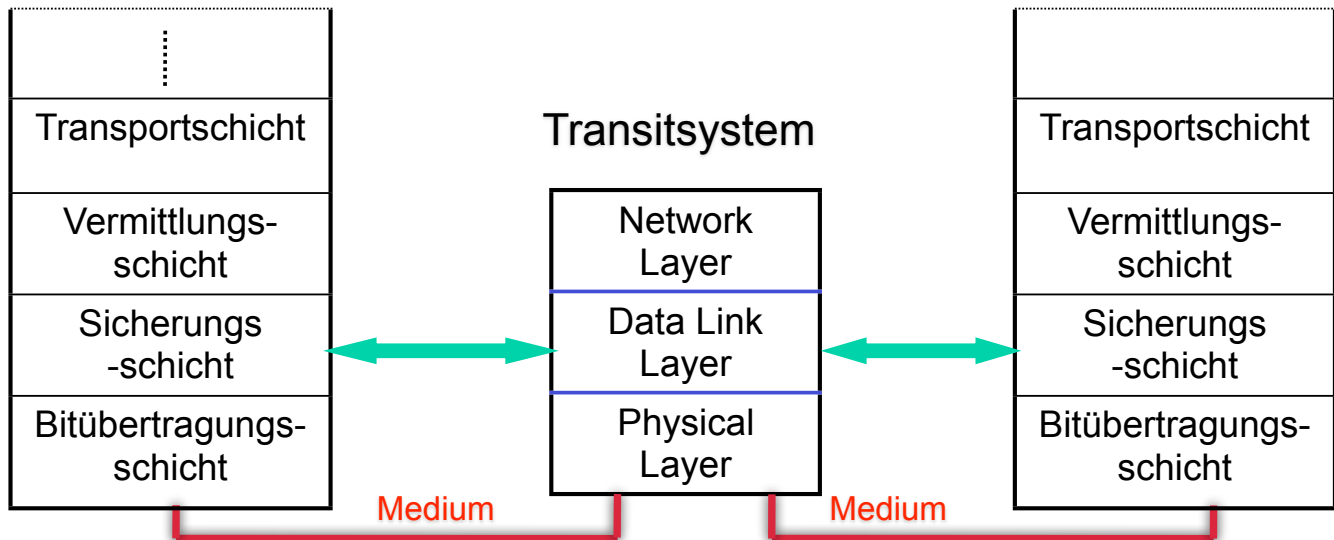 Transportschicht
Vermittlungs-
schicht
Sicherungs
-schicht
Bitübertragungs-
schicht
Transitsystem
Network
Layer
Data Link
Layer
Physical
Layer
Medium
Medium
Transportschicht
Vermittlungs-
schicht
Sicherungs
-schicht
Bitübertragungs-
schicht